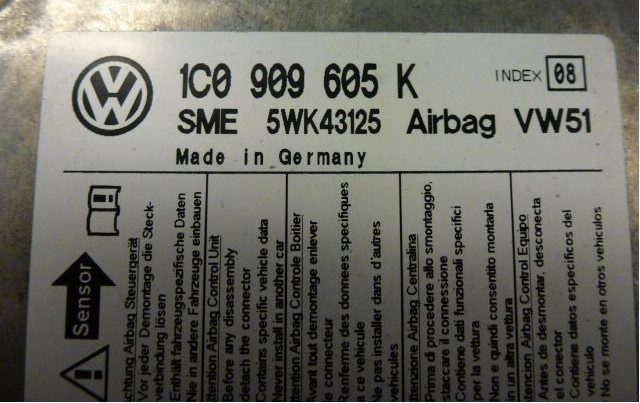 1C0 909 605 K
INDEX 08
SME 5WK43125 Airbag VW51
Made in Germany
Sensor
Achtung Airbag Steuergerät
Vor jeder Demontage die Steck-
verbindung lösen
Enthält fahrzeugspezifische Daten
Nie in andere Fahrzeuge einbauen
Attention Airbag Control Unit
Before any disassembly
detach the connector
Contains specific vehicle data
Never install in another car
Attention Airbag Controle Boitier
Avant tout demontage enlever
le connecteur
Renferme des donnees specifiques
a ce vehicule
Ne pas installer dans d'autres
vehicules
Attenzione Airbag Centralina
Prima di procedere allo smontaggio,
staccare il connessione
Contiene dati funzionali specifici
per la vettura
Non e quindi consentito montarla
in un altra vettura
Atencion Airbag Control Equipo
Antes de desmontar, desconecta
el conector
Contiene datos especificos del
vehiculo
No se monte en otros vehiculos